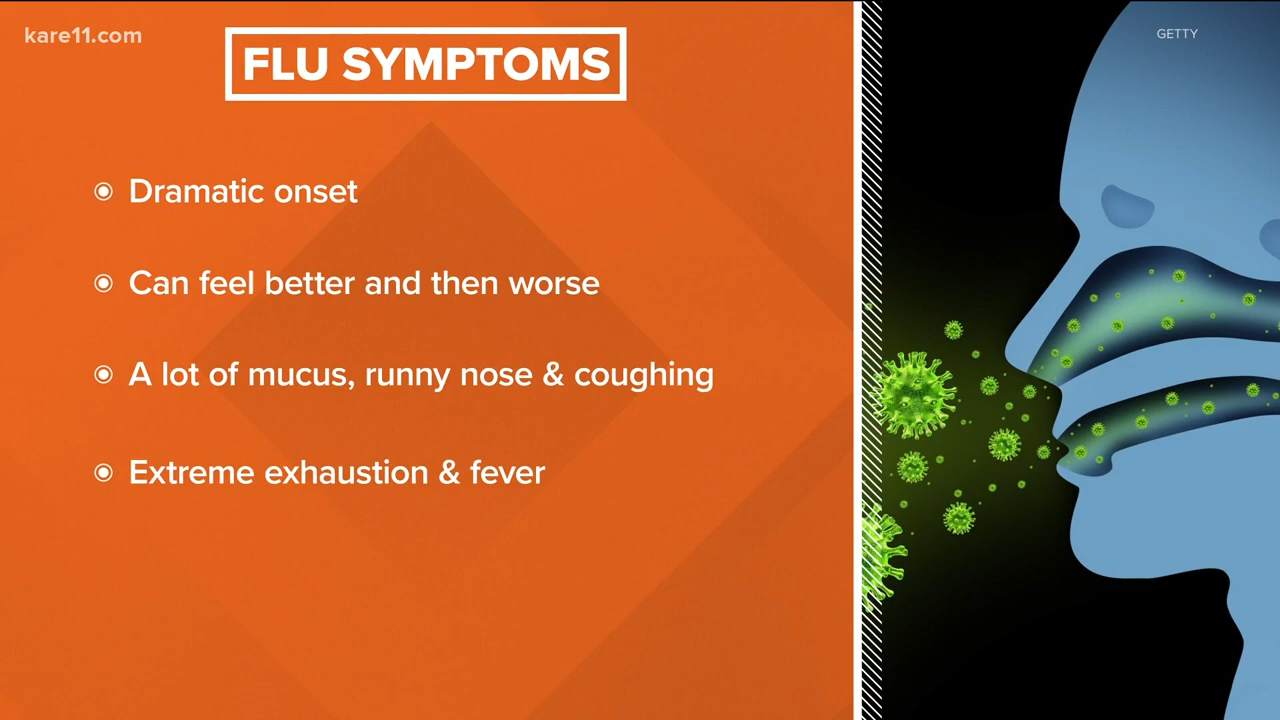 kare11.com
GETTY
FLU SYMPTOMS
Dramatic onset
Can feel better and then worse
A lot of mucus, runny nose & coughing
Extreme exhaustion & fever